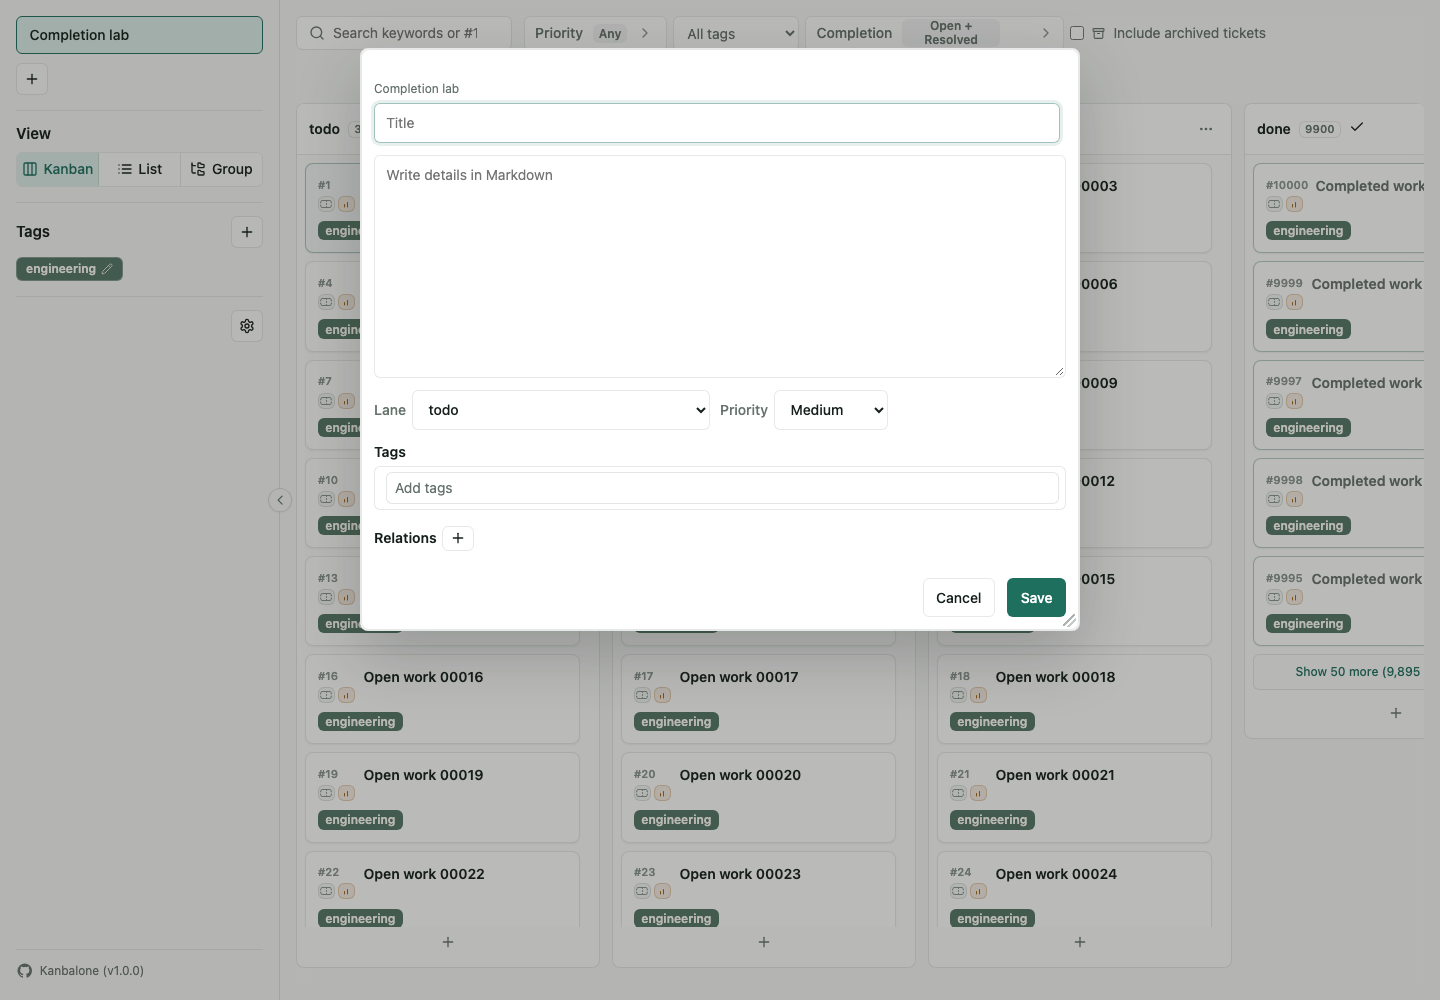 Completion lab
Search keywords or #1
Priority Any
All tags
Completion Open + Resolved
Include archived tickets
View
Kanban
List
Group
Tags
engineering
Kanbalone (v1.0.0)
Completion lab
Title
Write details in Markdown
Lane todo
Priority Medium
Tags
Add tags
Relations
Cancel
Save
todo
#1
#4
#7
#10
#13
#16 Open work 00016
engineering
#19 Open work 00019
engineering
#22 Open work 00022
engineering
#17 Open work 00017
engineering
#20 Open work 00020
engineering
#23 Open work 00023
engineering
0003
0006
0009
0012
0015
#18 Open work 00018
engineering
#21 Open work 00021
engineering
#24 Open work 00024
engineering
done 9900
#10000 Completed work
engineering
#9999 Completed work
engineering
#9997 Completed work
engineering
#9998 Completed work
engineering
#9995 Completed work
engineering
Show 50 more (9,895